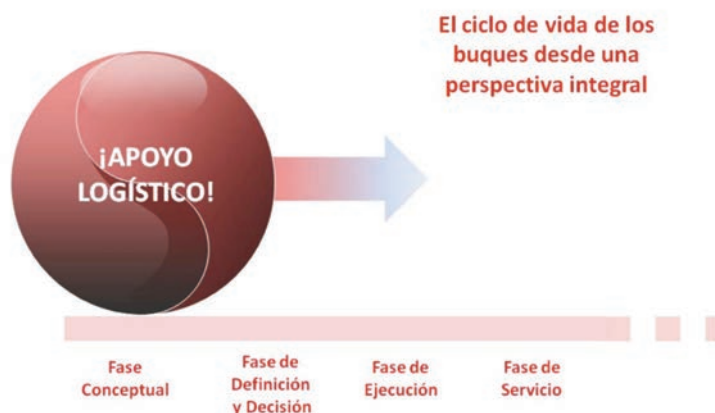 El ciclo de vida de los
buques desde una
perspectiva integral
¡APOYO
LOGÍSTICO!
Fase
Conceptual
Fase de
Definición
y Decisión
Fase de
Ejecución
Fase de
Servicio